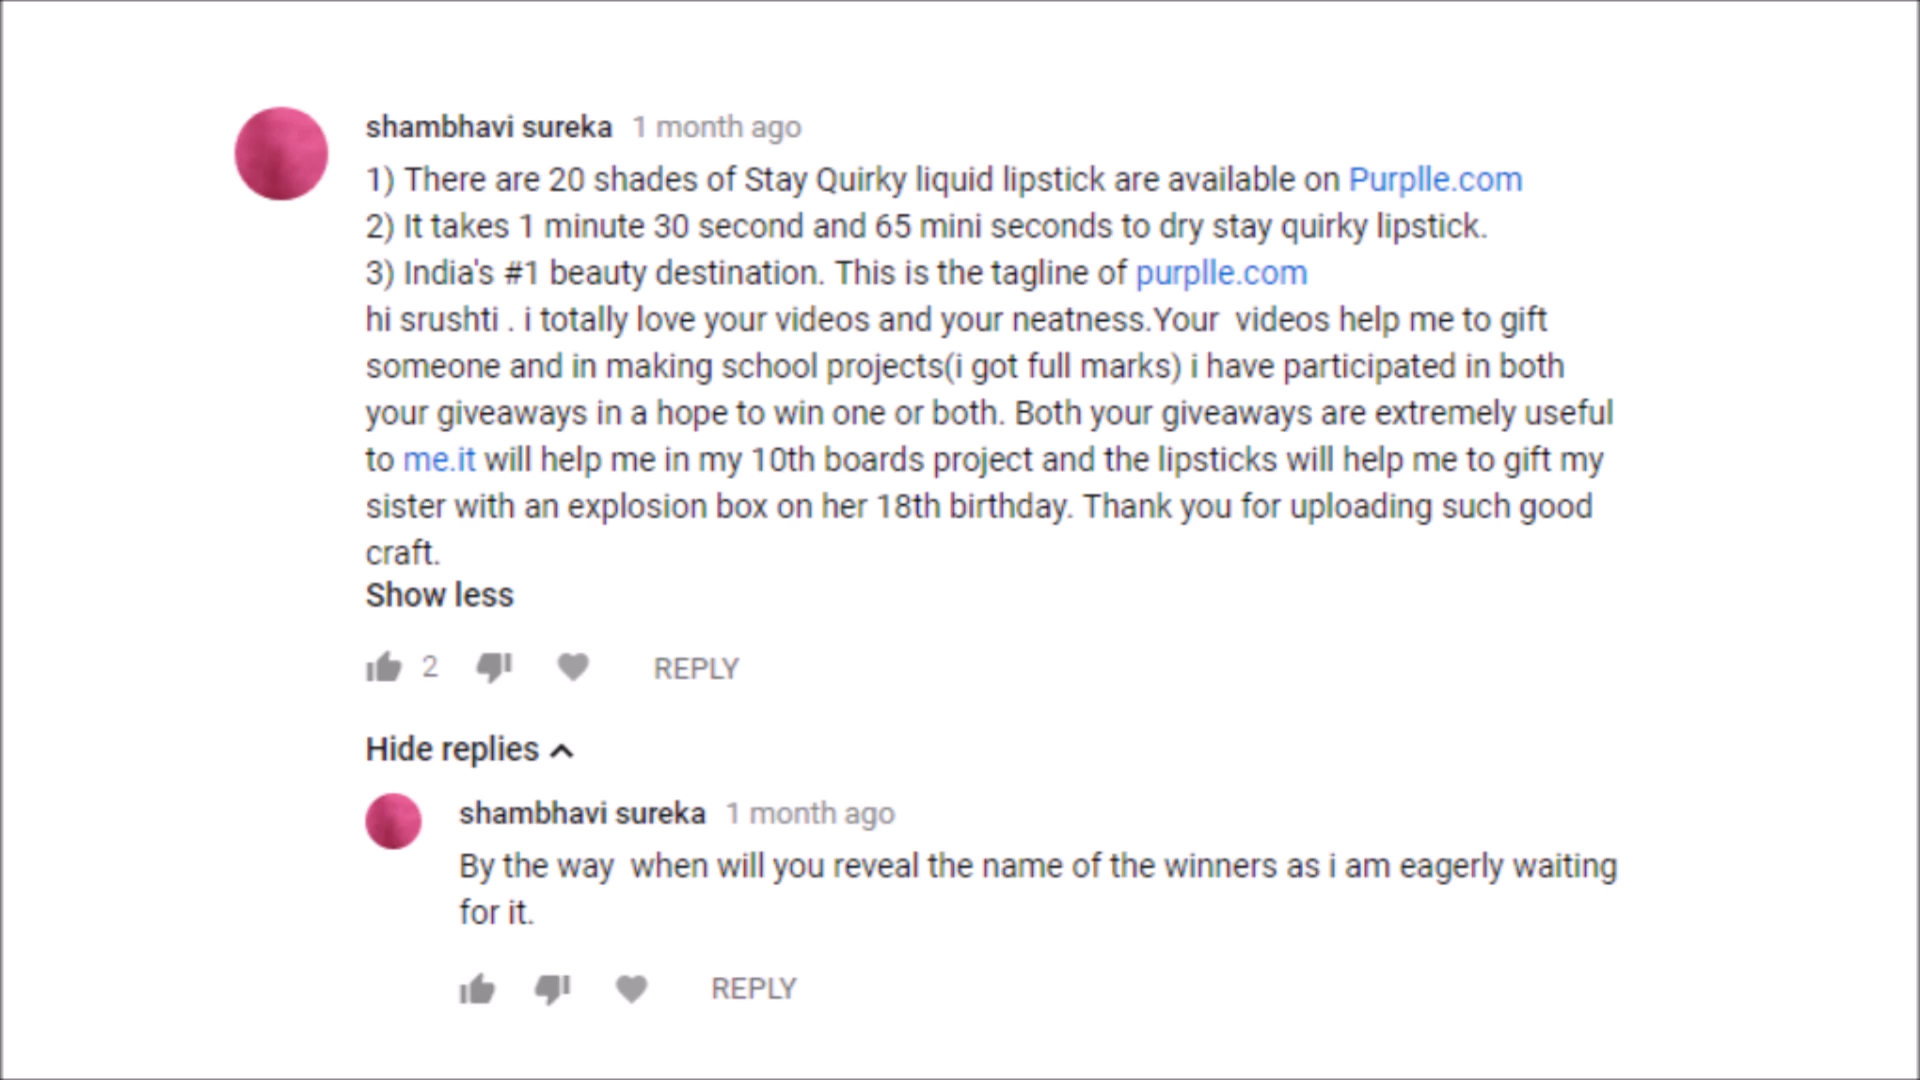 shambhavi sureka 1 month ago
1) There are 20 shades of Stay Quirky liquid lipstick are available on Purplle.com
2) It takes 1 minute 30 second and 65 mini seconds to dry stay quirky lipstick.
3) India's #1 beauty destination. This is the tagline of purplle.com
hi srushti . i totally love your videos and your neatness.Your  videos help me to gift
someone and in making school projects(i got full marks) i have participated in both
your giveaways in a hope to win one or both. Both your giveaways are extremely useful
to me.it will help me in my 10th boards project and the lipsticks will help me to gift my
sister with an explosion box on her 18th birthday. Thank you for uploading such good
craft.
Show less
2 REPLY
Hide replies
shambhavi sureka 1 month ago
By the way  when will you reveal the name of the winners as i am eagerly waiting
for it.
REPLY